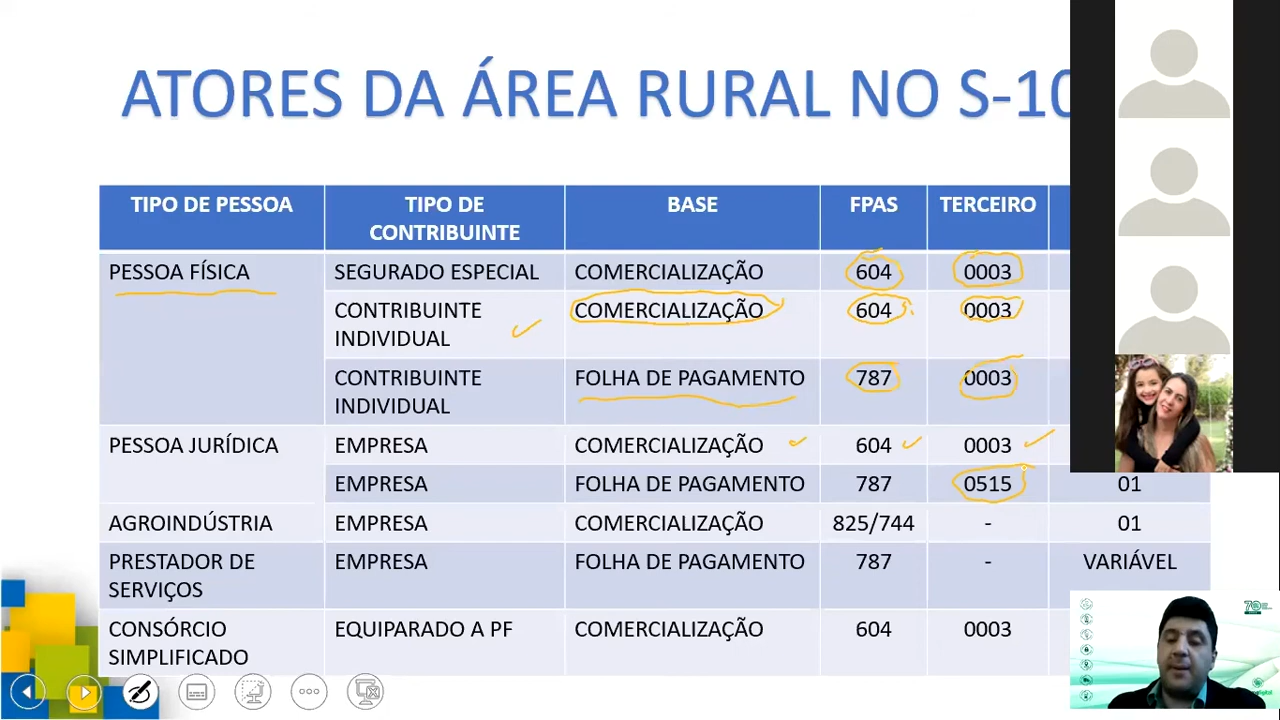 ATORES DA ÁREA RURAL NO S-10
TIPO DE PESSOA
TIPO DE
CONTRIBUINTE
BASE
FPAS
TERCEIRO
PESSOA FÍSICA
SEGURADO ESPECIAL
COMERCIALIZAÇÃO
604
0003
CONTRIBUINTE
INDIVIDUAL
COMERCIALIZAÇÃO
604
0003
CONTRIBUINTE
INDIVIDUAL
FOLHA DE PAGAMENTO
787
0003
PESSOA JURÍDICA
EMPRESA
COMERCIALIZAÇÃO
604
0003
EMPRESA
FOLHA DE PAGAMENTO
787
0515
01
AGROINDÚSTRIA
EMPRESA
COMERCIALIZAÇÃO
825/744
-
01
PRESTADOR DE
SERVIÇOS
EMPRESA
FOLHA DE PAGAMENTO
787
-
VARIÁVEL
CONSÓRCIO
SIMPLIFICADO
EQUIPARADO A PF
COMERCIALIZAÇÃO
604
0003